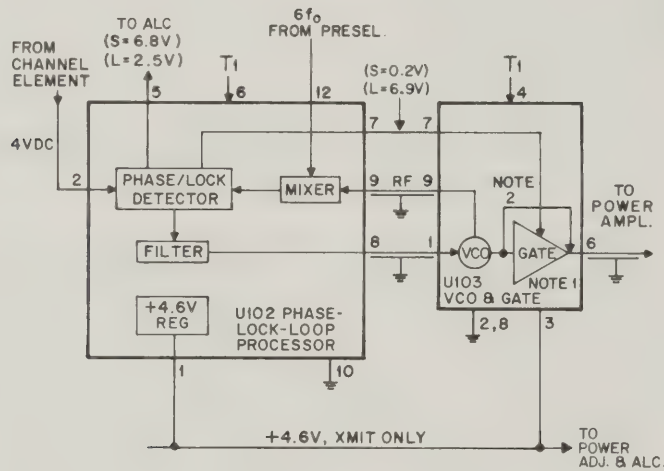 TO ALC
(S=6.8V)
(L=2.5V)
6fo
FROM PRESEL.
FROM
CHANNEL
ELEMENT
T1
(S=0.2V)
(L=6.9V)
T1
5
6
12
4
4VDC
7
7
2
PHASE/LOCK
DETECTOR
MIXER
9
RF
9
NOTE
2
TO
POWER
AMPL.
FILTER
8
1
VCO
GATE
6
U103
VCO & GATE
NOTE 1
+4.6V
REG
U102 PHASE-
LOCK-LOOP
PROCESSOR
2,8
3
1
10
+4.6V, XMIT ONLY
TO
POWER
ADJ. & ALC.